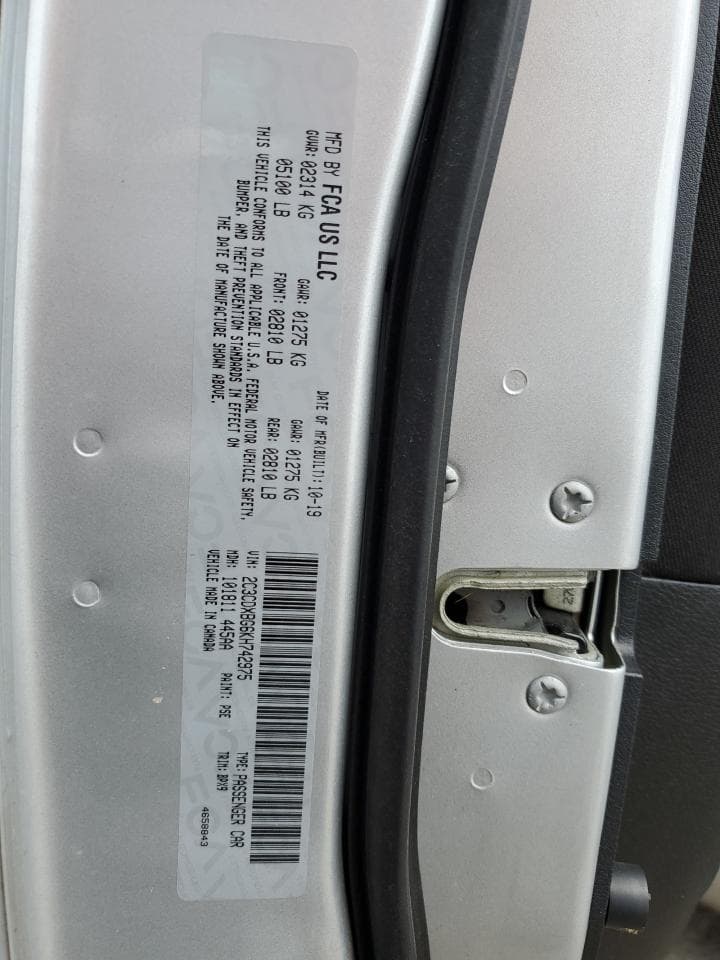 MFD BY FCA US LLC
DATE OF MFR(BUILT): 10-19
GVWR: 02314 KG GAWR: 01275 KG GAWR: 01275 KG
05100 LB FRONT: 02810 LB REAR: 02810 LB
THIS VEHICLE CONFORMS TO ALL APPLICABLE U.S.A. FEDERAL MOTOR VEHICLE SAFETY,
BUMPER, AND THEFT PREVENTION STANDARDS IN EFFECT ON
THE DATE OF MANUFACTURE SHOWN ABOVE.
VIN: 2C3CDXBG6KH742975 TYPE: PASSENGER CAR
MDH: 101811 445AA PAINT: PSE TRIM: BPX9
VEHICLE MADE IN CANADA 4658843